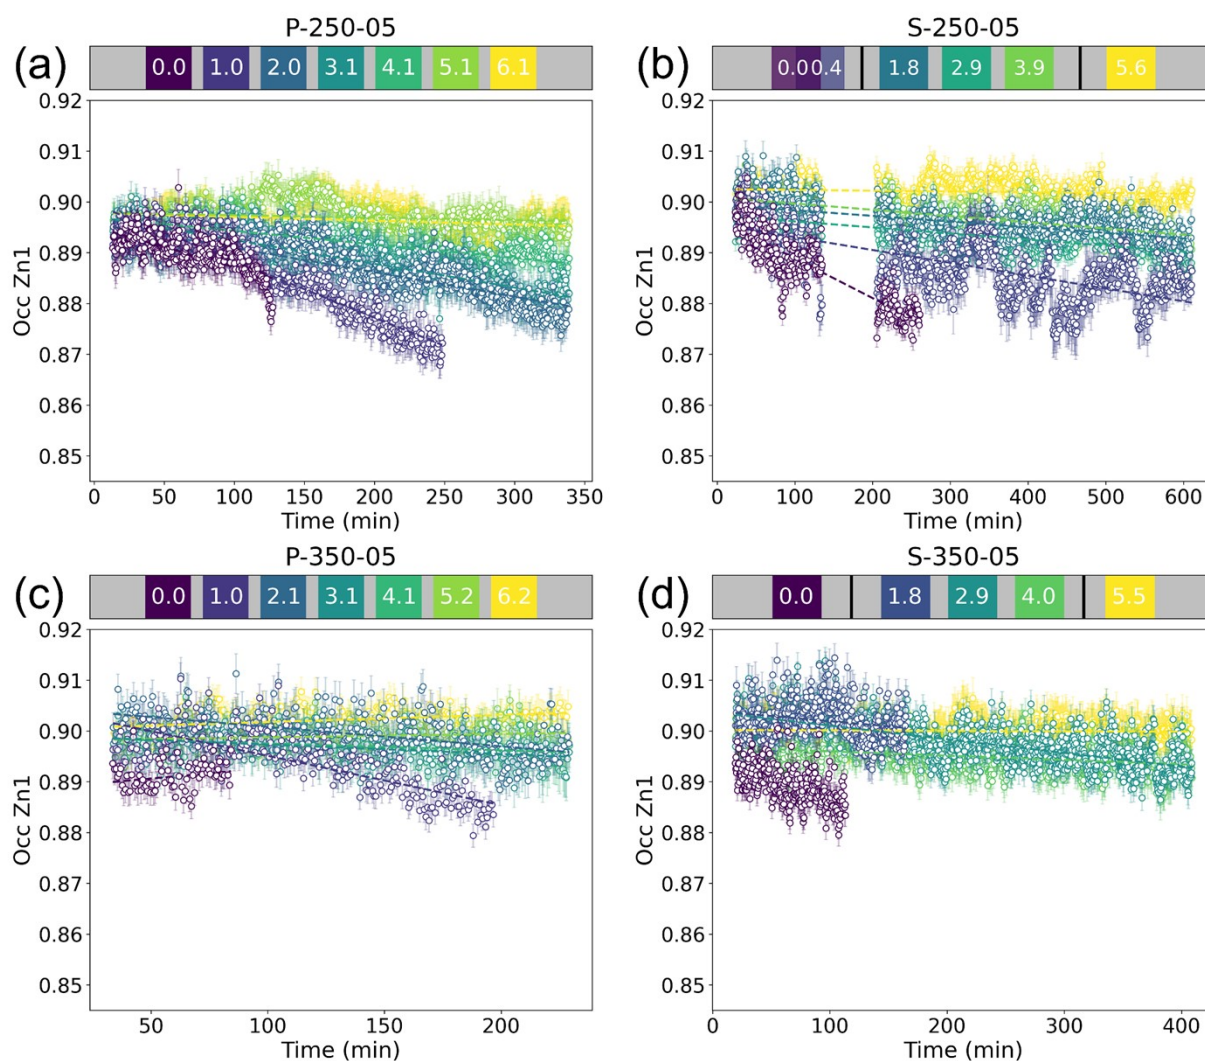 P-250-05
(a) 0.0 1.0 2.0 3.1 4.1 5.1 6.1
0.92
0.91
0.90
0.89
0.88
0.87
0.86
0.85
Occ Zn1
0 50 100 150 200 250 300 350
Time (min)
S-250-05
(b) 0.0 0.4 1.8 2.9 3.9 5.6
0.92
0.91
0.90
0.89
0.88
0.87
0.86
0.85
Occ Zn1
0 100 200 300 400 500 600
Time (min)
P-350-05
(c) 0.0 1.0 2.1 3.1 4.1 5.2 6.2
0.92
0.91
0.90
0.89
0.88
0.87
0.86
0.85
Occ Zn1
50 100 150 200
Time (min)
S-350-05
(d) 0.0 1.8 2.9 4.0 5.5
0.92
0.91
0.90
0.89
0.88
0.87
0.86
0.85
Occ Zn1
0 100 200 300 400
Time (min)